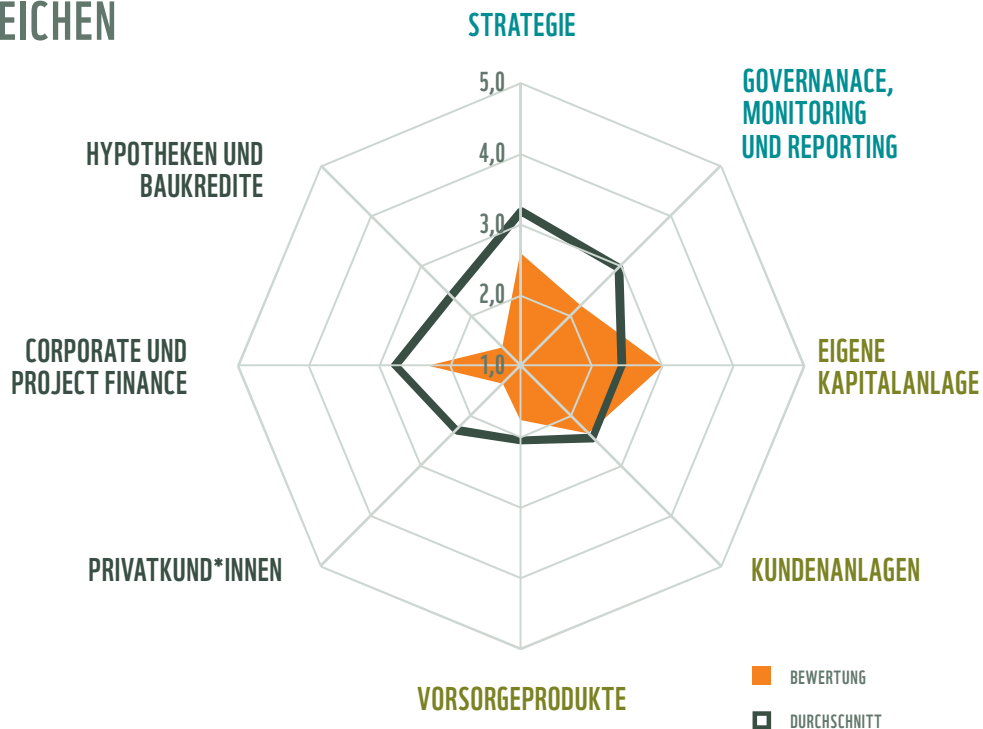 EICHEN
STRATEGIE
GOVERNANACE,
MONITORING
UND REPORTING
EIGENE
KAPITALANLAGE
KUNDENANLAGEN
VORSORGEPRODUKTE
PRIVATKUND*INNEN
CORPORATE UND
PROJECT FINANCE
HYPOTHEKEN UND
BAUKREDITE
5,0
4,0
3,0
2,0
1,0
BEWERTUNG
DURCHSCHNITT